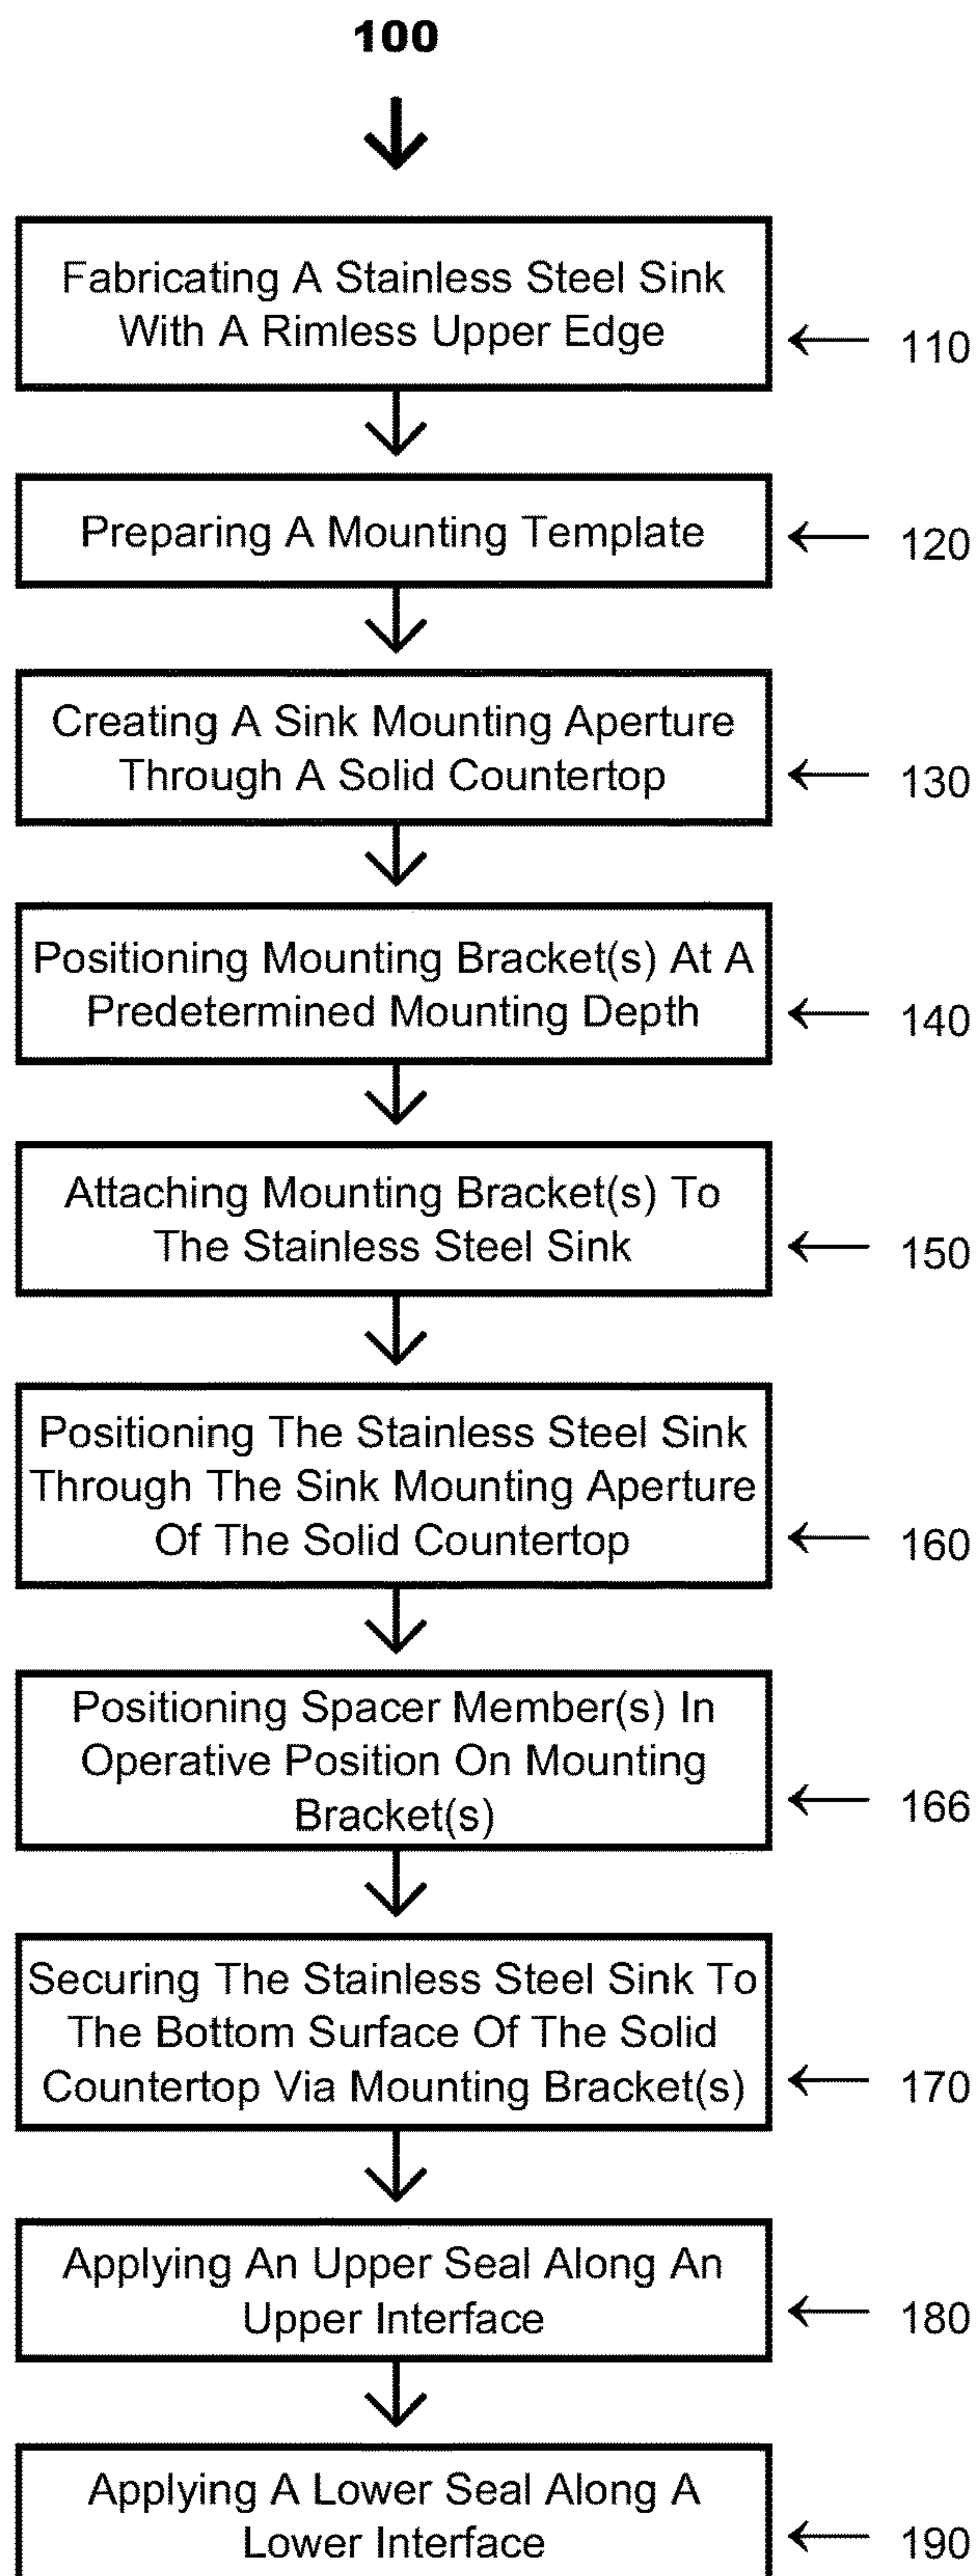 100
Fabricating A Stainless Steel Sink
With A Rimless Upper Edge
110
Preparing A Mounting Template
120
Creating A Sink Mounting Aperture
Through A Solid Countertop
130
Positioning Mounting Bracket(s) At A
Predetermined Mounting Depth
140
Attaching Mounting Bracket(s) To
The Stainless Steel Sink
150
Positioning The Stainless Steel Sink
Through The Sink Mounting Aperture
Of The Solid Countertop
160
Positioning Spacer Member(s) In
Operative Position On Mounting
Bracket(s)
166
Securing The Stainless Steel Sink To
The Bottom Surface Of The Solid
Countertop Via Mounting Bracket(s)
170
Applying An Upper Seal Along An
Upper Interface
180
Applying A Lower Seal Along A
Lower Interface
190